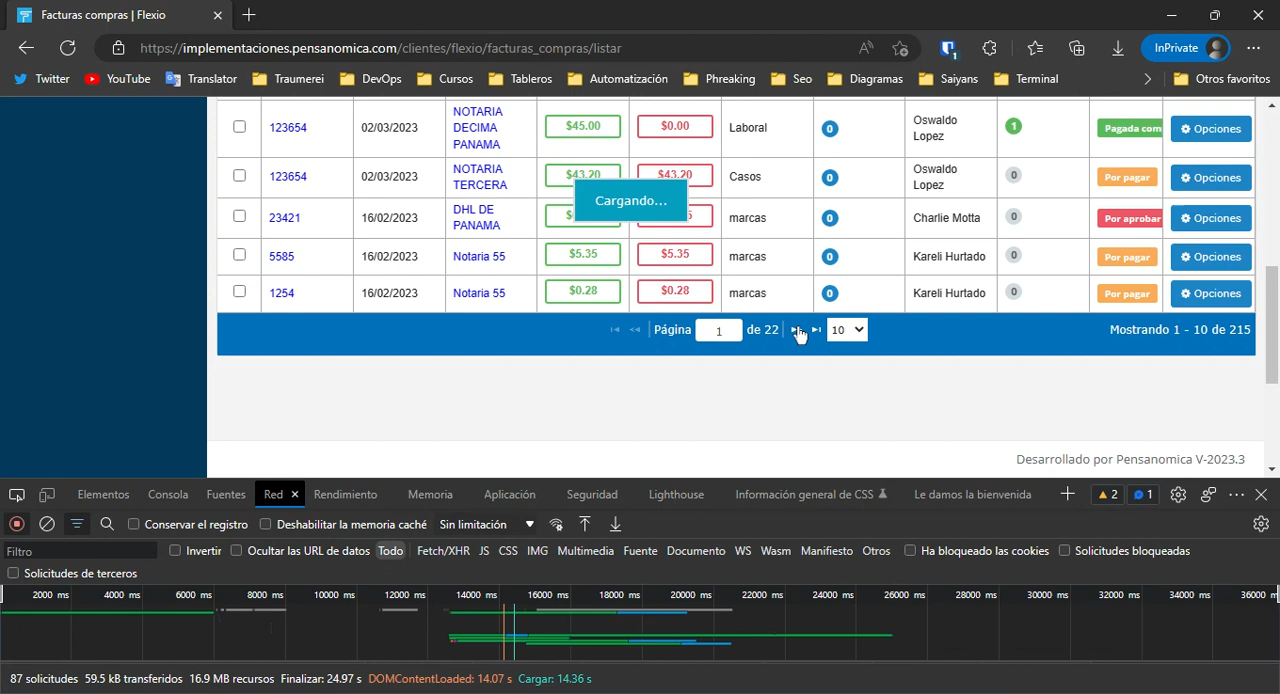 Facturas compras | Flexio
https://implementaciones.pensanomica.com/clientes/flexio/facturas_compras/listar
InPrivate
Twitter YouTube Translator Traumerei DevOps Cursos Tableros Automatización Phreaking Seo Diagramas Saiyans Terminal Otros favoritos
123654 02/03/2023 NOTARIA DECIMA PANAMA $45.00 $0.00 Laboral 0 Oswaldo Lopez 1 Pagada com Opciones
123654 02/03/2023 NOTARIA TERCERA $43.20 $43.20 Casos 0 Oswaldo Lopez 0 Por pagar Opciones
Cargando...
23421 16/02/2023 DHL DE PANAMA marcas 0 Charlie Motta 0 Por aprobar Opciones
5585 16/02/2023 Notaria 55 $5.35 $5.35 marcas 0 Kareli Hurtado 0 Por pagar Opciones
1254 16/02/2023 Notaria 55 $0.28 $0.28 marcas 0 Kareli Hurtado 0 Por pagar Opciones
Página 1 de 22 10 Mostrando 1 - 10 de 215
Desarrollado por Pensanomica V-2023.3
Elementos Consola Fuentes Red Rendimiento Memoria Aplicación Seguridad Lighthouse Información general de CSS Le damos la bienvenida 2 1
Conservar el registro Deshabilitar la memoria caché Sin limitación
Filtro Invertir Ocultar las URL de datos Todo Fetch/XHR JS CSS IMG Multimedia Fuente Documento WS Wasm Manifiesto Otros Ha bloqueado las cookies Solicitudes bloqueadas
Solicitudes de terceros
2000 ms 4000 ms 6000 ms 8000 ms 10000 ms 12000 ms 14000 ms 16000 ms 18000 ms 20000 ms 22000 ms 24000 ms 26000 ms 28000 ms 30000 ms 32000 ms 34000 ms 36000 m
87 solicitudes 59.5 kB transferidos 16.9 MB recursos Finalizar: 24.97 s DOMContentLoaded: 14.07 s Cargar: 14.36 s